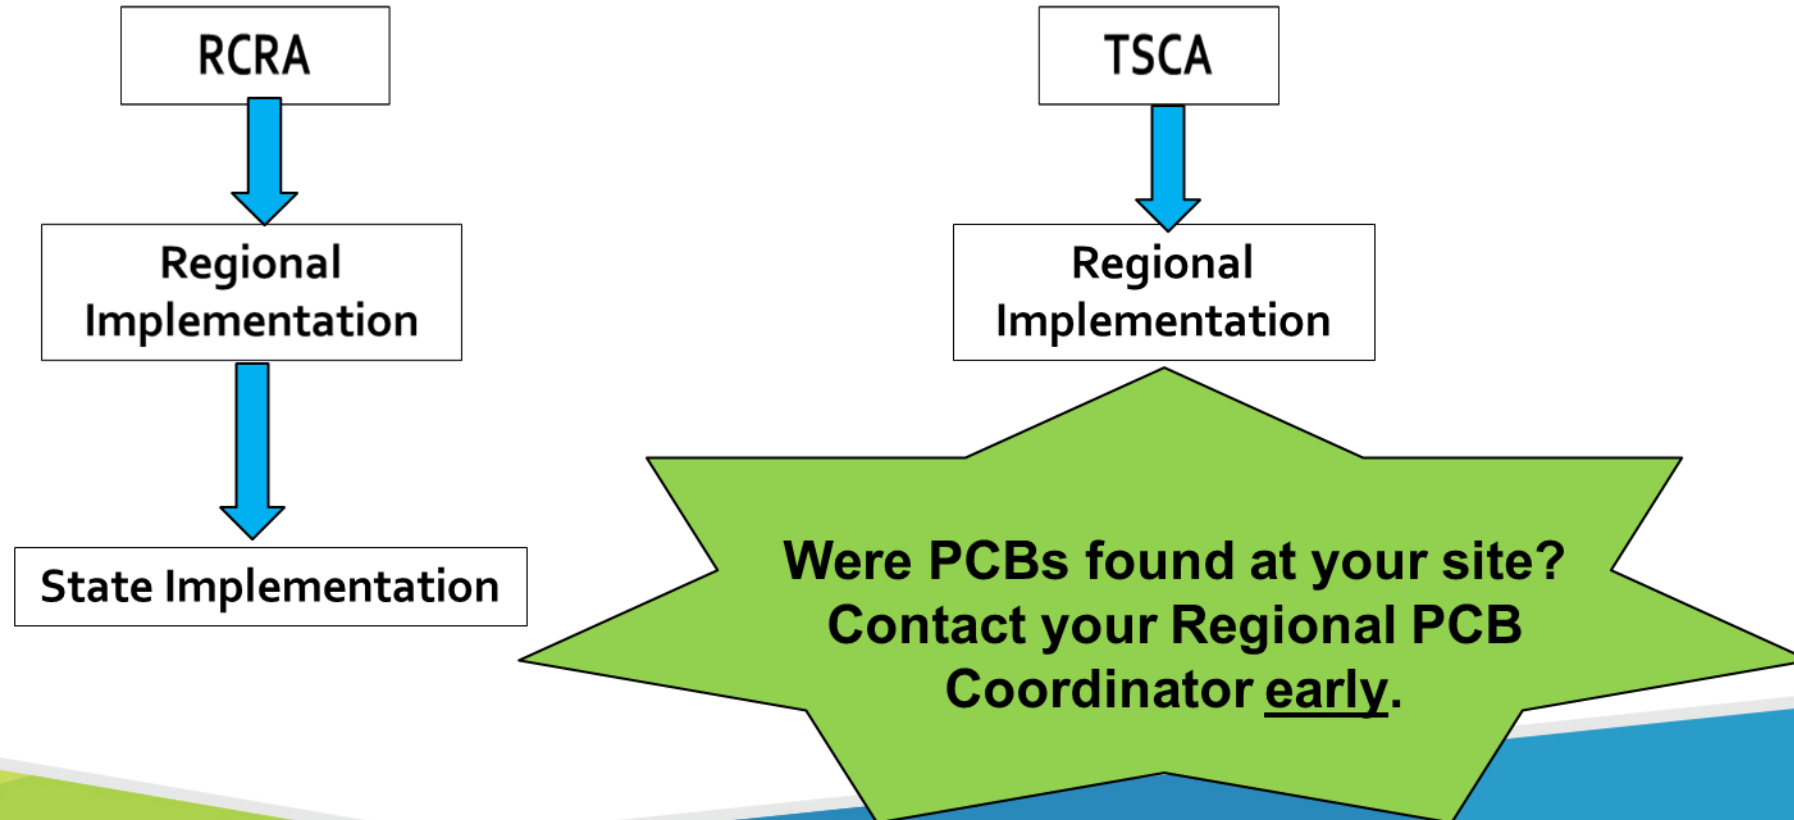 RCRA
Regional
Implementation
State Implementation
TSCA
Regional
Implementation
Were PCBs found at your site?
Contact your Regional PCB
Coordinator early.